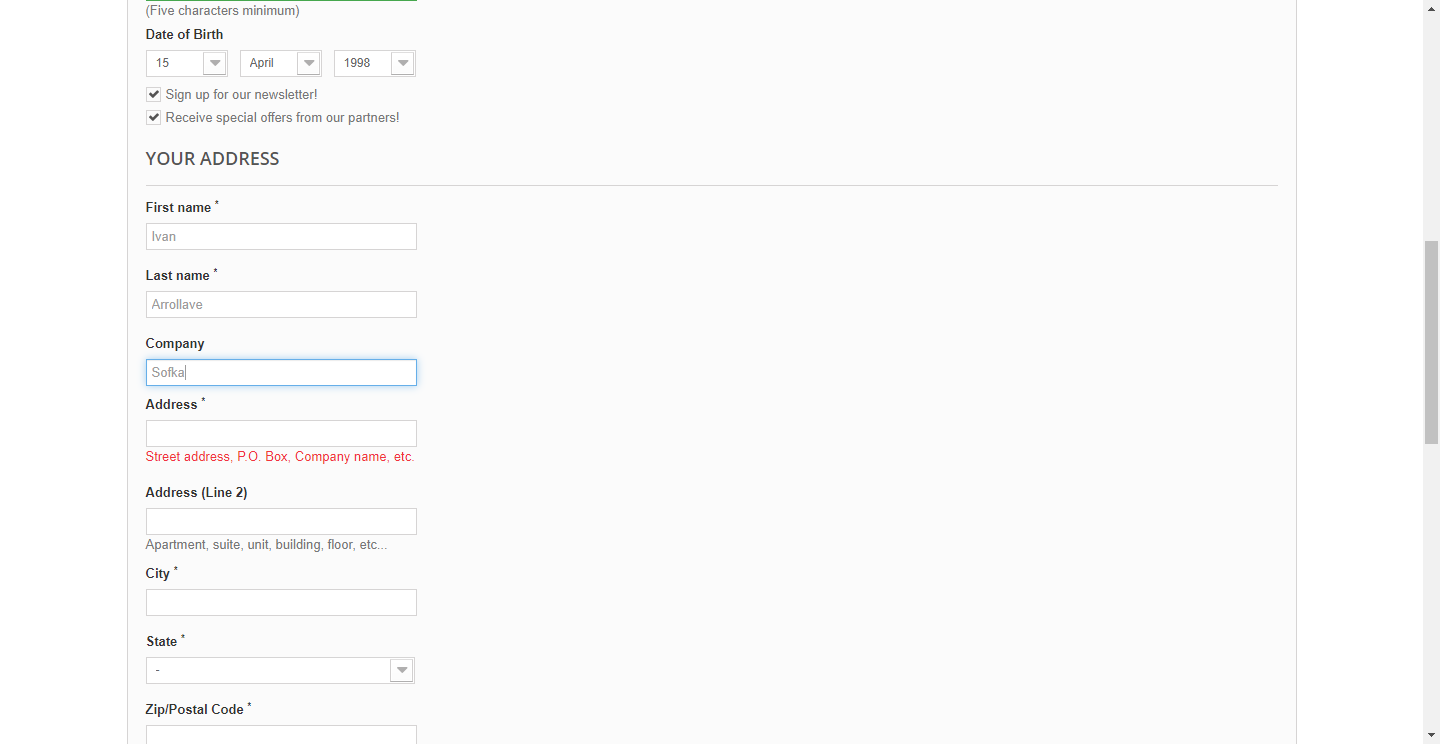 (Five characters minimum)
Date of Birth
15 April 1998
Sign up for our newsletter!
Receive special offers from our partners!
YOUR ADDRESS
First name *
Ivan
Last name *
Arrollave
Company
Sofka
Address *
Street address, P.O. Box, Company name, etc.
Address (Line 2)
Apartment, suite, unit, building, floor, etc...
City *
State *
-
Zip/Postal Code *